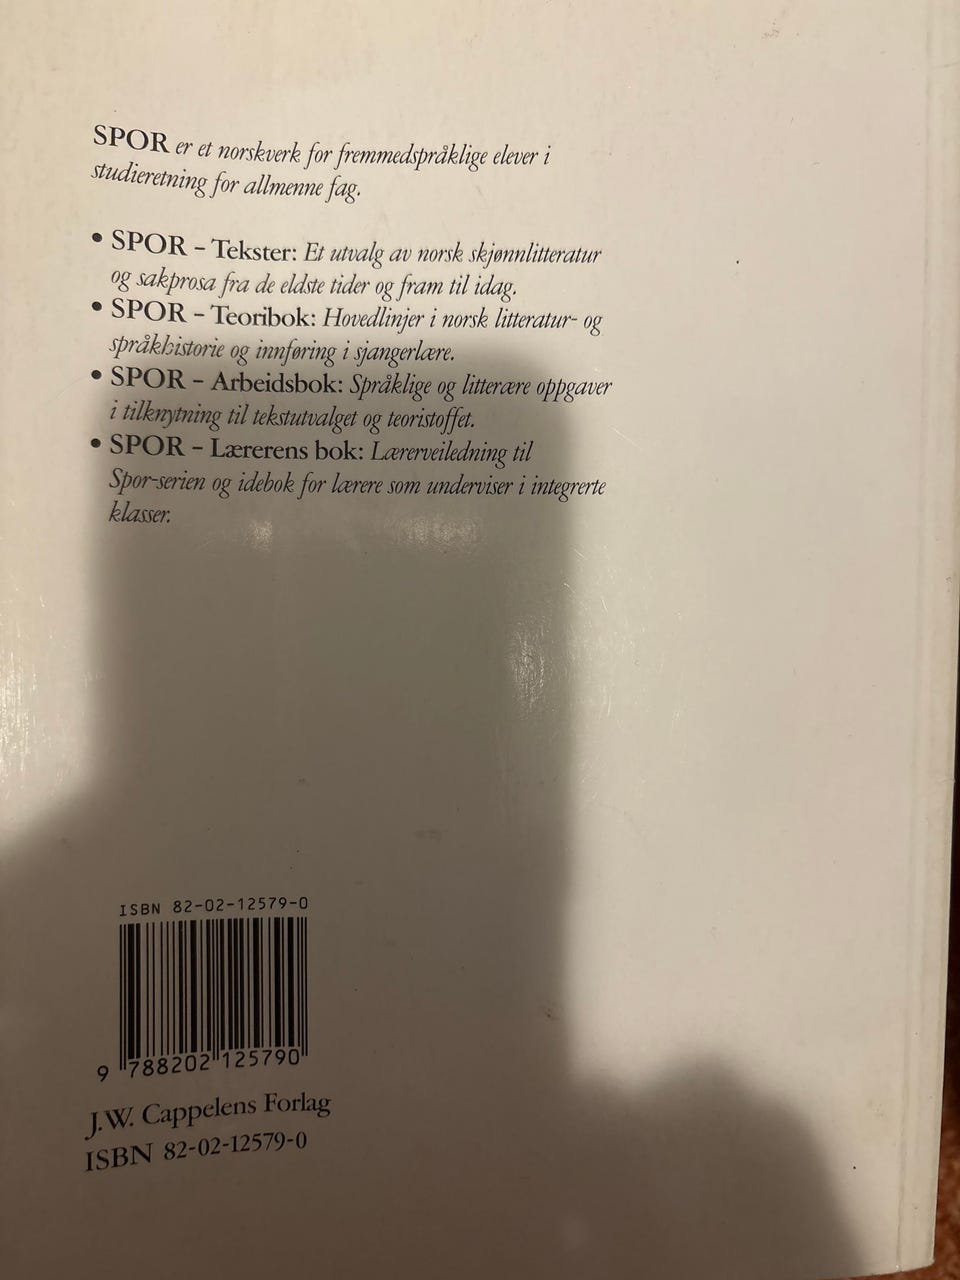 SPOR er et norskverk for fremmedspråklige elever i
studieretning for allmenne fag.
• SPOR – Tekster: Et utvalg av norsk skjønnlitteratur
og sakprosa fra de eldste tider og fram til idag.
• SPOR – Teoribok: Hovedlinjer i norsk litteratur- og
språkhistorie og innføring i sjangerlære.
• SPOR – Arbeidsbok: Språklige og litterære oppgaver
i tilknytning til tekstutvalget og teoristoffet.
• SPOR – Lærerens bok: Lærerveiledning til
Spor-serien og idebok for lærere som underviser i integrerte
klasser.
ISBN 82-02-12579-0
9 788202 125790
J.W. Cappelens Forlag
ISBN 82-02-12579-0